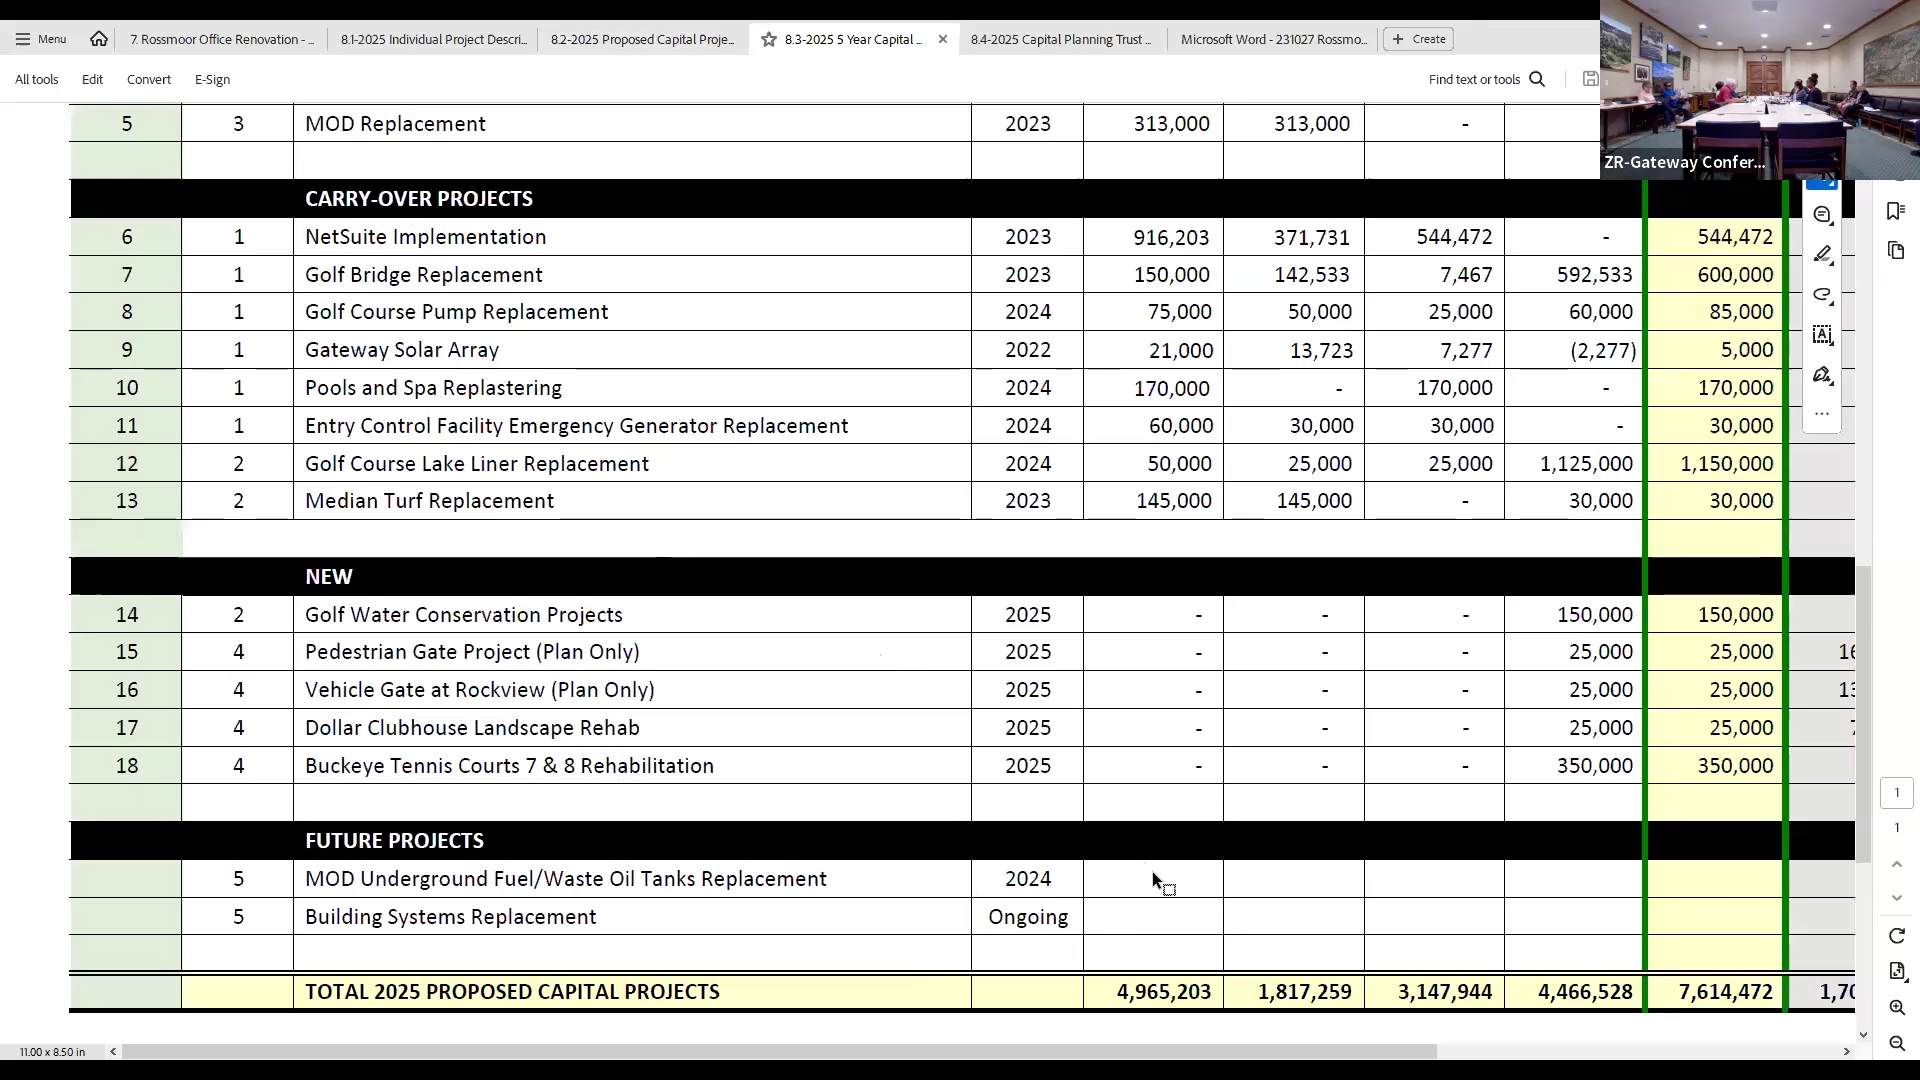 Menu 7. Rossmoor Office Renovation - ... 8.1-2025 Individual Project Descri... 8.2-2025 Proposed Capital Proje... 8.3-2025 5 Year Capital ... 8.4-2025 Capital Planning Trust ... Microsoft Word - 231027 Rossmo... + Create
All tools Edit Convert E-Sign Find text or tools
ZR-Gateway Confer...
5 3 MOD Replacement 2023 313,000 313,000 -
CARRY-OVER PROJECTS
6 1 NetSuite Implementation 2023 916,203 371,731 544,472 - 544,472
7 1 Golf Bridge Replacement 2023 150,000 142,533 7,467 592,533 600,000
8 1 Golf Course Pump Replacement 2024 75,000 50,000 25,000 60,000 85,000
9 1 Gateway Solar Array 2022 21,000 13,723 7,277 (2,277) 5,000
10 1 Pools and Spa Replastering 2024 170,000 - 170,000 - 170,000
11 1 Entry Control Facility Emergency Generator Replacement 2024 60,000 30,000 30,000 - 30,000
12 2 Golf Course Lake Liner Replacement 2024 50,000 25,000 25,000 1,125,000 1,150,000
13 2 Median Turf Replacement 2023 145,000 145,000 - 30,000 30,000
NEW
14 2 Golf Water Conservation Projects 2025 - - - 150,000 150,000
15 4 Pedestrian Gate Project (Plan Only) 2025 - - - 25,000 25,000 16
16 4 Vehicle Gate at Rockview (Plan Only) 2025 - - - 25,000 25,000 13
17 4 Dollar Clubhouse Landscape Rehab 2025 - - - 25,000 25,000
18 4 Buckeye Tennis Courts 7 & 8 Rehabilitation 2025 - - - 350,000 350,000
1
FUTURE PROJECTS
1
5 MOD Underground Fuel/Waste Oil Tanks Replacement 2024
5 Building Systems Replacement Ongoing
TOTAL 2025 PROPOSED CAPITAL PROJECTS 4,965,203 1,817,259 3,147,944 4,466,528 7,614,472 1,70
11.00 x 8.50 in